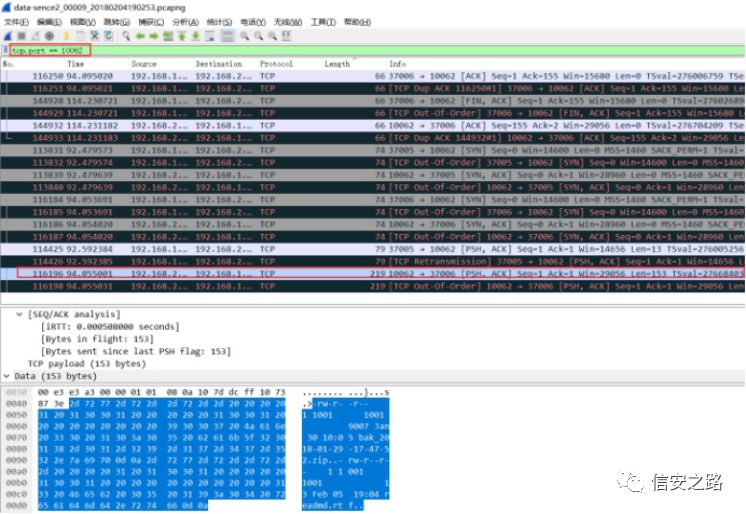 data-sence2_00009_20180204190253.pcapng
文件(F) 编辑(E) 视图(V) 跳转(G) 捕获(C) 分析(A) 统计(S) 电话(Y) 无线(W) 工具(T) 帮助(H)
tcp.port == 10062
No. Time Source Destination Protocol Length Info
116250 94.095020 192.168.1... 192.168.2... TCP 66 37006 → 10062 [ACK] Seq=1 Ack=155 Win=15680 Len=0 TSval=276006759 TSe
116251 94.095021 192.168.1... 192.168.2... TCP 66 [TCP Dup ACK 116250#1] 37006 → 10062 [ACK] Seq=1 Ack=155 Win=15680 Len
144928 114.230721 192.168.1... 192.168.2... TCP 66 37006 → 10062 [FIN, ACK] Seq=1 Ack=155 Win=15680 Len=0 TSval=27602689
144929 114.230721 192.168.1... 192.168.2... TCP 66 [TCP Out-Of-Order] 37006 → 10062 [FIN, ACK] Seq=1 Ack=155 Win=15680 L
144932 114.231182 192.168.2... 192.168.1... TCP 66 10062 → 37006 [ACK] Seq=155 Ack=2 Win=29056 Len=0 TSval=276704209 TSe
144933 114.231183 192.168.2... 192.168.1... TCP 66 [TCP Dup ACK 144932#1] 10062 → 37006 [ACK] Seq=155 Ack=2 Win=29056 Le
113831 92.479573 192.168.1... 192.168.2... TCP 74 37005 → 10062 [SYN] Seq=0 Win=14600 Len=0 MSS=1460 SACK_PERM=1 TSval
113832 92.479574 192.168.1... 192.168.2... TCP 74 [TCP Out-Of-Order] 37005 → 10062 [SYN] Seq=0 Win=14600 Len=0 MSS=1460
113839 92.479639 192.168.2... 192.168.1... TCP 74 10062 → 37005 [SYN, ACK] Seq=0 Ack=1 Win=28960 Len=0 MSS=1460 SACK_PE
113840 92.479639 192.168.2... 192.168.1... TCP 74 [TCP Out-Of-Order] 10062 → 37005 [SYN, ACK] Seq=0 Ack=1 Win=28960 Len
116184 94.053691 192.168.1... 192.168.2... TCP 74 37006 → 10062 [SYN] Seq=0 Win=14600 Len=0 MSS=1460 SACK_PERM=1 TSval
116185 94.053691 192.168.1... 192.168.2... TCP 74 [TCP Out-Of-Order] 37006 → 10062 [SYN] Seq=0 Win=14600 Len=0 MSS=1460
116186 94.054020 192.168.2... 192.168.1... TCP 74 10062 → 37006 [SYN, ACK] Seq=0 Ack=1 Win=28960 Len=0 MSS=1460 SACK_PE
116187 94.054020 192.168.2... 192.168.1... TCP 74 [TCP Out-Of-Order] 10062 → 37006 [SYN, ACK] Seq=0 Ack=1 Win=28960 Len
114425 92.592384 192.168.1... 192.168.2... TCP 79 37005 → 10062 [PSH, ACK] Seq=1 Ack=1 Win=14656 Len=13 TSval=276005256
114426 92.592385 192.168.1... 192.168.2... TCP 79 [TCP Retransmission] 37005 → 10062 [PSH, ACK] Seq=1 Ack=1 Win=14656 L
116196 94.055001 192.168.2... 192.168.1... TCP 219 10062 → 37006 [PSH, ACK] Seq=1 Ack=1 Win=29056 Len=153 TSval=27668403
116198 94.055031 192.168.2... 192.168.1... TCP 219 [TCP Out-Of-Order] 10062 → 37006 [PSH, ACK] Seq=1 Ack=1 Win=29056 Len
[SEQ/ACK analysis]
[iRTT: 0.000508000 seconds]
[Bytes in flight: 153]
[Bytes sent since last PSH flag: 153]
TCP payload (153 bytes)
Data (153 bytes)
0030 00 e3 e3 a3 00 00 01 01 08 0a 10 7d dc ff 10 73 ........ ...}...s
0040 87 3e 2d 72 77 2d 72 2d 2d 72 2d 2d 20 20 20 20 .>-rw-r- -r--
0050 31 20 31 30 30 31 20 20 20 20 20 31 30 30 31 20 1 1001 1001
0060 20 20 20 20 20 20 20 20 39 30 30 37 20 4a 61 6e 9007 Jan
0070 20 33 30 20 31 30 3a 30 35 20 62 61 6b 5f 32 30 30 10:0 5 bak_20
0080 31 38 2d 30 31 2d 32 39 2d 31 37 2d 34 37 2d 35 18-01-29 -17-47-5
0090 32 2e 7a 69 70 0d 0a 2d 72 77 2d 72 2d 2d 72 2d 2.zip..- rw-r--r-
00a0 2d 20 20 20 20 31 20 31 30 30 31 20 20 20 20 20 - 1 1 001
00b0 31 30 30 31 20 20 20 20 20 20 20 20 20 20 20 31 1001 1
00c0 33 20 46 65 62 20 30 35 20 31 39 3a 30 34 20 72 3 Feb 05 19:04 r
00d0 65 61 64 6d 64 2e 72 74 66 0d 0a eadmd.rt f..
信安之路